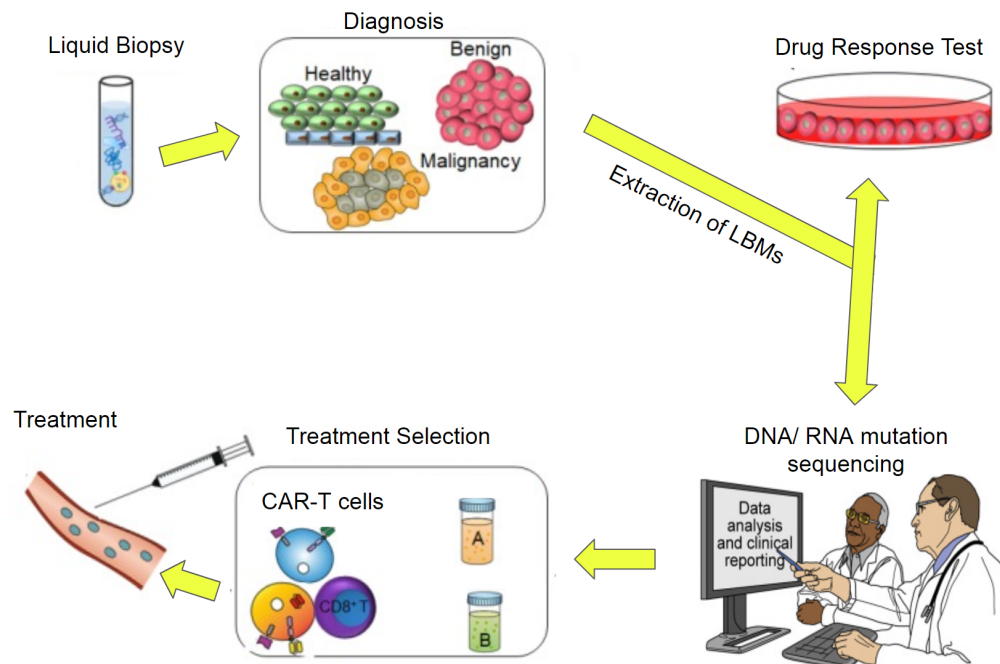 Liquid Biopsy
Diagnosis
Healthy
Benign
Malignancy
Extraction of LBMs
Drug Response Test
DNA/ RNA mutation
sequencing
Data
analysis
and clinical
reporting
Treatment Selection
CAR-T cells
CD8⁺ T
A
B
Treatment